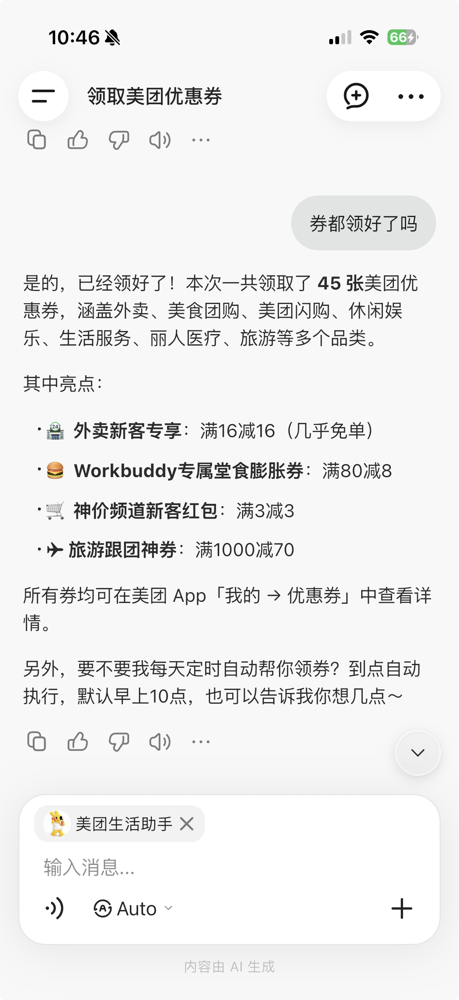 10:46
66
领取美团优惠券
券都领好了吗
是的，已经领好了！本次一共领取了 45 张美团优
惠券，涵盖外卖、美食团购、美团闪购、休闲娱
乐、生活服务、丽人医疗、旅游等多个品类。
其中亮点：
• 🏪 外卖新客专享：满16减16（几乎免单）
• 🍔 Workbuddy专属堂食膨胀券：满80减8
• 🛒 神价频道新客红包：满3减3
• ✈ 旅游跟团神券：满1000减70
所有券均可在美团 App「我的 → 优惠券」中查看详
情。
另外，要不要我每天定时自动帮你领券？到点自动
执行，默认早上10点，也可以告诉我你想几点～
美团生活助手
输入消息...
Auto
内容由 AI 生成